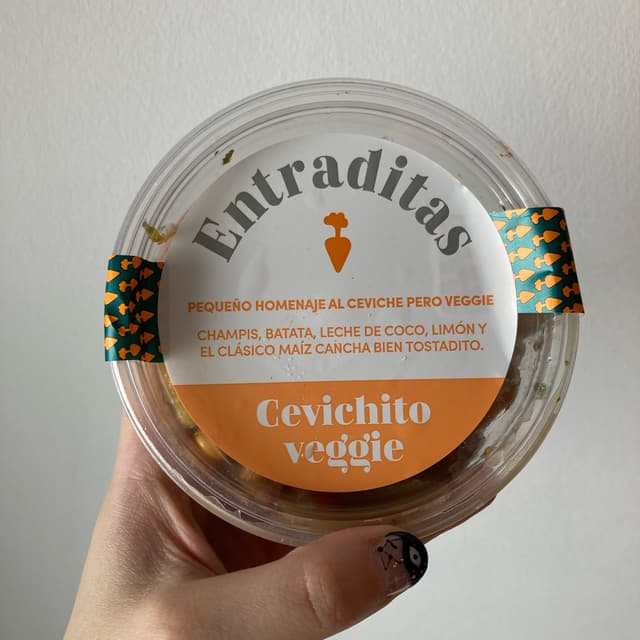 Entraditas
PEQUEÑO HOMENAJE AL CEVICHE PERO VEGGIE
CHAMPIS, BATATA, LECHE DE COCO, LIMÓN Y
EL CLÁSICO MAÍZ CANCHA BIEN TOSTADITO.
Cevichito
veggie